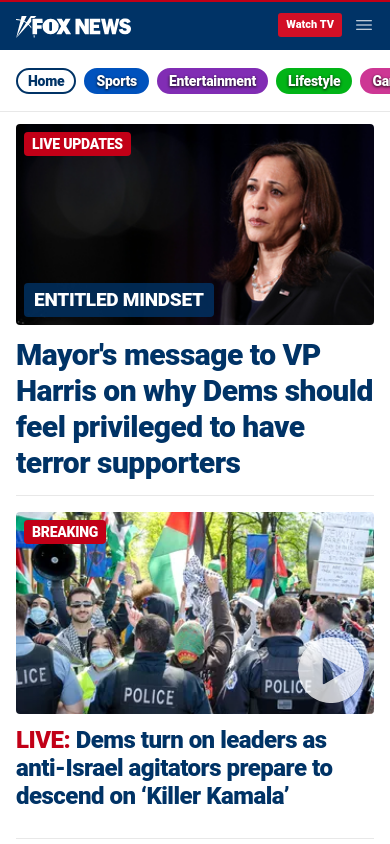 FOX NEWS
Watch TV
Home
Sports
Entertainment
Lifestyle
LIVE UPDATES
ENTITLED MINDSET
Mayor's message to VP
Harris on why Dems should
feel privileged to have
terror supporters
BREAKING
POLICE
POLICE
LIVE: Dems turn on leaders as
anti-Israel agitators prepare to
descend on ‘Killer Kamala’